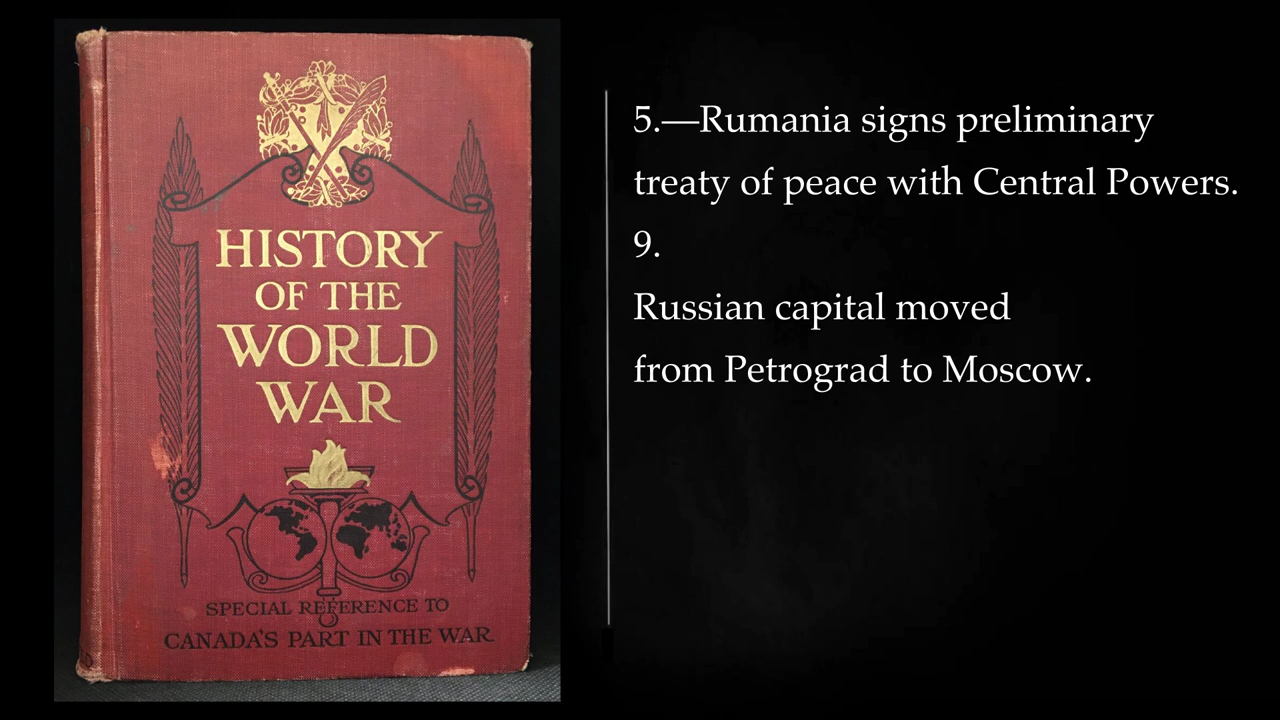 HISTORY
OF THE
WORLD
WAR
SPECIAL REFERENCE TO
CANADA'S PART IN THE WAR
5.—Rumania signs preliminary
treaty of peace with Central Powers.
9.
Russian capital moved
from Petrograd to Moscow.